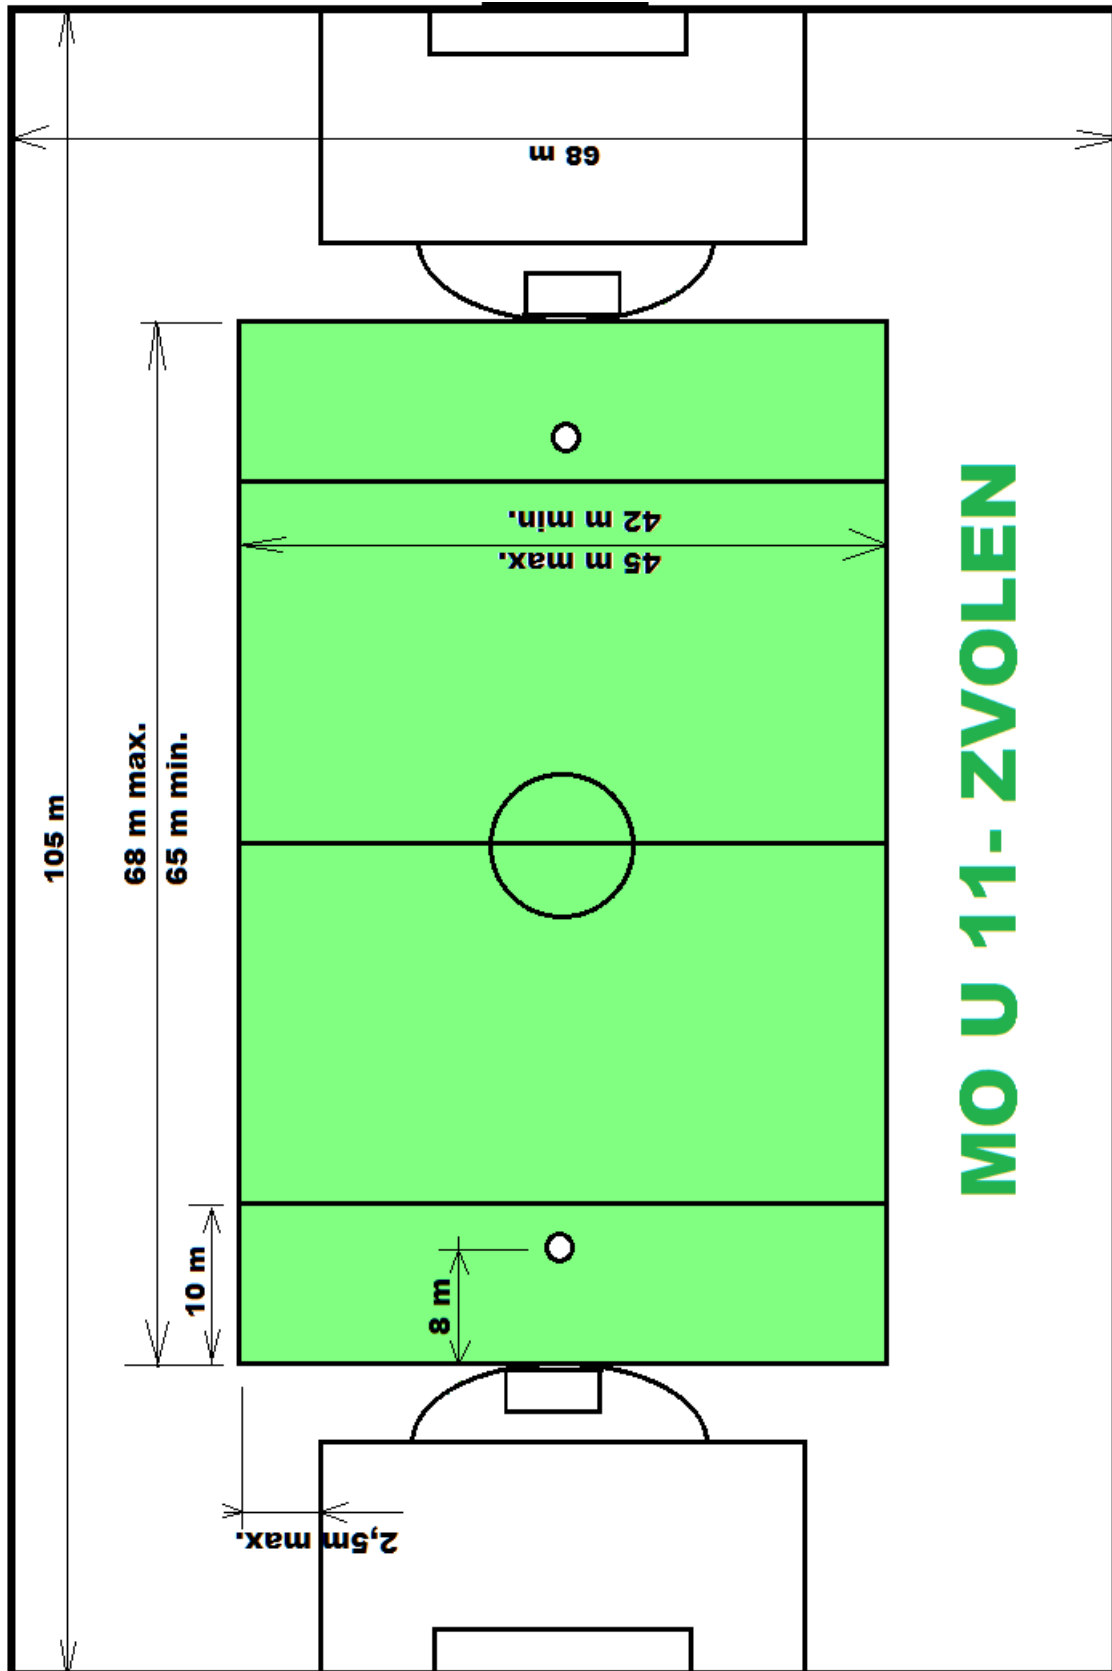 68 m
42 m min.
45 m max.
105 m
68 m max.
65 m min.
MO U 11- ZVOLEN
10 m
8 m
2,5m max.